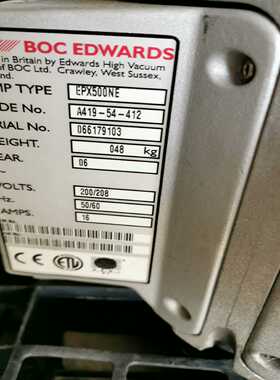 BOC EDWARDS
in Britain by Edwards High Vacuum
of BOC Ltd. Crawley, West Sussex,
nd.
MP TYPE EPX500NE
DE No. A419-54-412
RIAL No. 066179103
EIGHT. 048 kg
EAR. 06
VOLTS. 200/208
Hz. 50/60
AMPS. 16
CE ETL